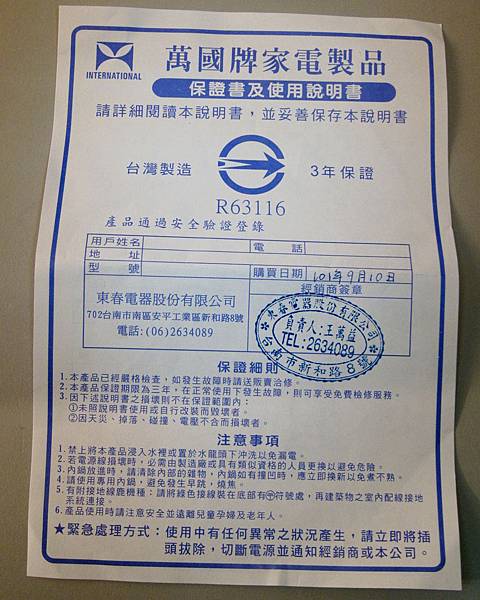 INTERNATIONAL
萬國牌家電製品
保證書及使用說明書
請詳細閱讀本說明書，並妥善保存本說明書
台灣製造
3年保證
R63116
產品通過安全驗證登錄
用戶姓名
電話
地址
型號
購買日期 101年9月10日
經銷商簽章
東春電器股份有限公司
702台南市南區安平工業區新和路8號
電話:(06)2634089
東春電器股份有限公司
負責人:王萬益
TEL:2634089
台南市新和路8號
保證細則
1.本產品已經嚴格檢查，如發生故障時請送販賣洽修。
2.本產品保證期限為三年，在正常使用下發生故障，則可享受免費檢修服務。
3.因下述說明書之損壞則不在保證範圍內：
①未照說明書使用或自行改裝而毀壞者。
②因天災、掉落、碰撞、電壓不合而損壞者。
注意事項
1.禁上將本產品浸入水裡或置於水龍頭下沖洗以免漏電。
2.若電源線損壞時，必需由製造廠或具有類似資格的人員更換以避免危險。
3.內鍋放進時，請清除內部的雜物，內鍋如有撞凹時，應立即換新以免煮不熟。
4.請使用專用內鍋，避免發生早跳，燒焦。
5.有附接地線鹿機種：請將綠色接線裝在底部有符號處，再建築物之室內配線接地
系統連接。
6.產品使用時請注意安全並遠離兒童孕婦及老年人。
★緊急處理方式：使用中有任何異常之狀況產生，請立即將插
頭拔除，切斷電源並通知經銷商或本公司。